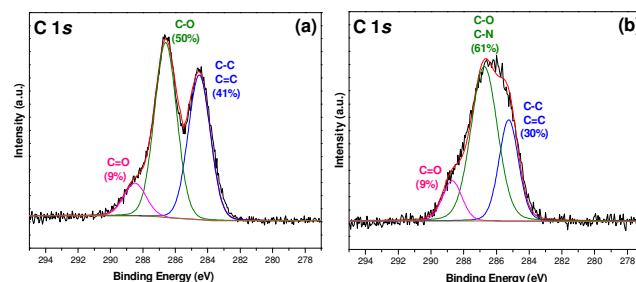 C 1s
(a)
C-O
(50%)
C-C
C=C
(41%)
C=O
(9%)
Intensity (a.u.)
294 292 290 288 286 284 282 280 278
Binding Energy (eV)
C 1s
(b)
C-O
C-N
(61%)
C-C
C=C
(30%)
C=O
(9%)
Intensity (a.u.)
294 292 290 288 286 284 282 280 278
Binding Energy (eV)